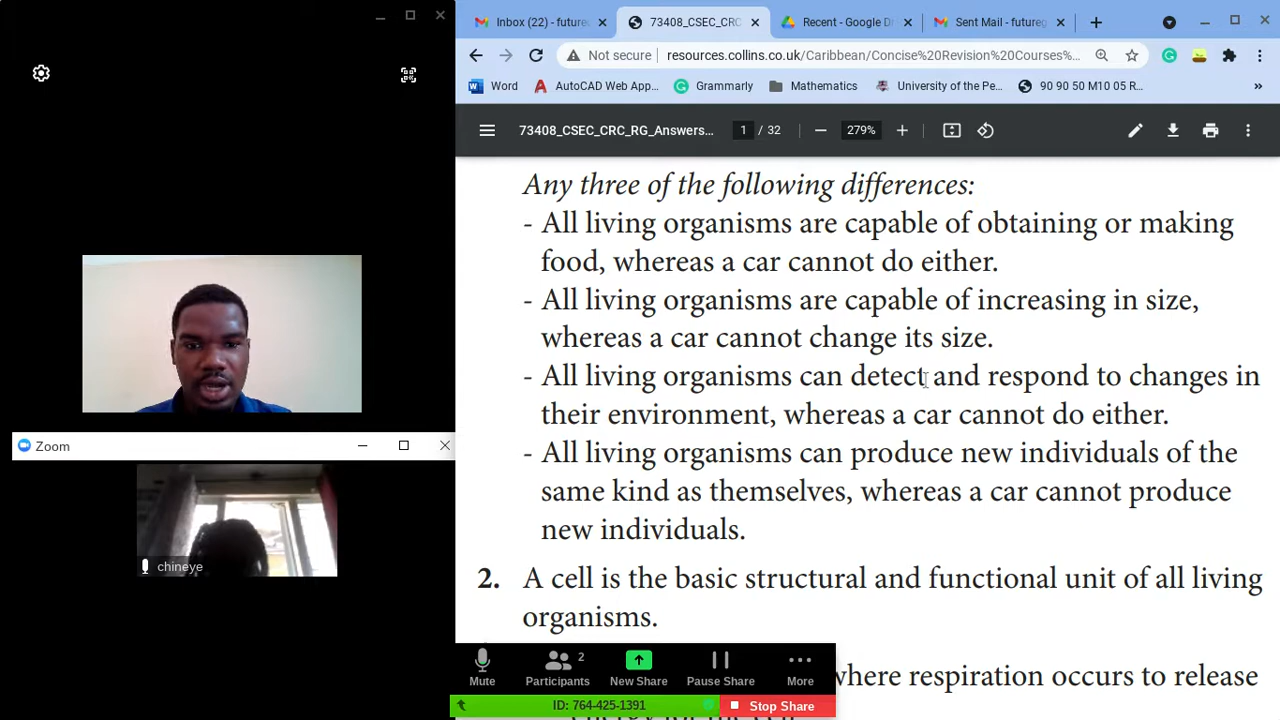 Inbox (22) - future
73408_CSEC_CRC
Recent - Google D
Sent Mail - futureg
Not secure
resources.collins.co.uk/Caribbean/Concise%20Revision%20Courses%...
Word
AutoCAD Web App...
Grammarly
Mathematics
University of the Pe...
90 90 50 M10 05 R...
»
73408_CSEC_CRC_RG_Answers...
1 / 32
279%
Any three of the following differences:
- All living organisms are capable of obtaining or making
food, whereas a car cannot do either.
- All living organisms are capable of increasing in size,
whereas a car cannot change its size.
- All living organisms can detect and respond to changes in
their environment, whereas a car cannot do either.
- All living organisms can produce new individuals of the
same kind as themselves, whereas a car cannot produce
new individuals.
2. A cell is the basic structural and functional unit of all living
organisms.
where respiration occurs to release
Zoom
chineye
Mute
Participants
2
New Share
Pause Share
More
ID: 764-425-1391
Stop Share